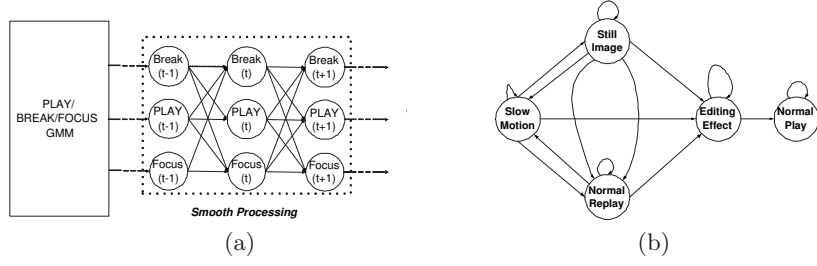 PLAY/
BREAK/FOCUS
GMM
Break
(t-1)
Break
(t)
Break
(t+1)
PLAY
(t-1)
PLAY
(t)
PLAY
(t+1)
Focus
(t-1)
Focus
(t)
Focus
(t+1)
Smooth Processing
(a)
Still
Image
Slow
Motion
Editing
Effect
Normal
Play
Normal
Replay
(b)